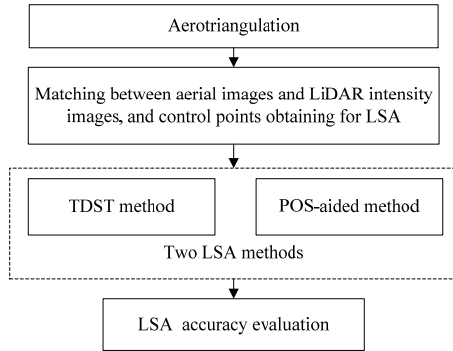 Aerotriangulation
Matching between aerial images and LiDAR intensity
images, and control points obtaining for LSA
TDST method
POS-aided method
Two LSA methods
LSA accuracy evaluation